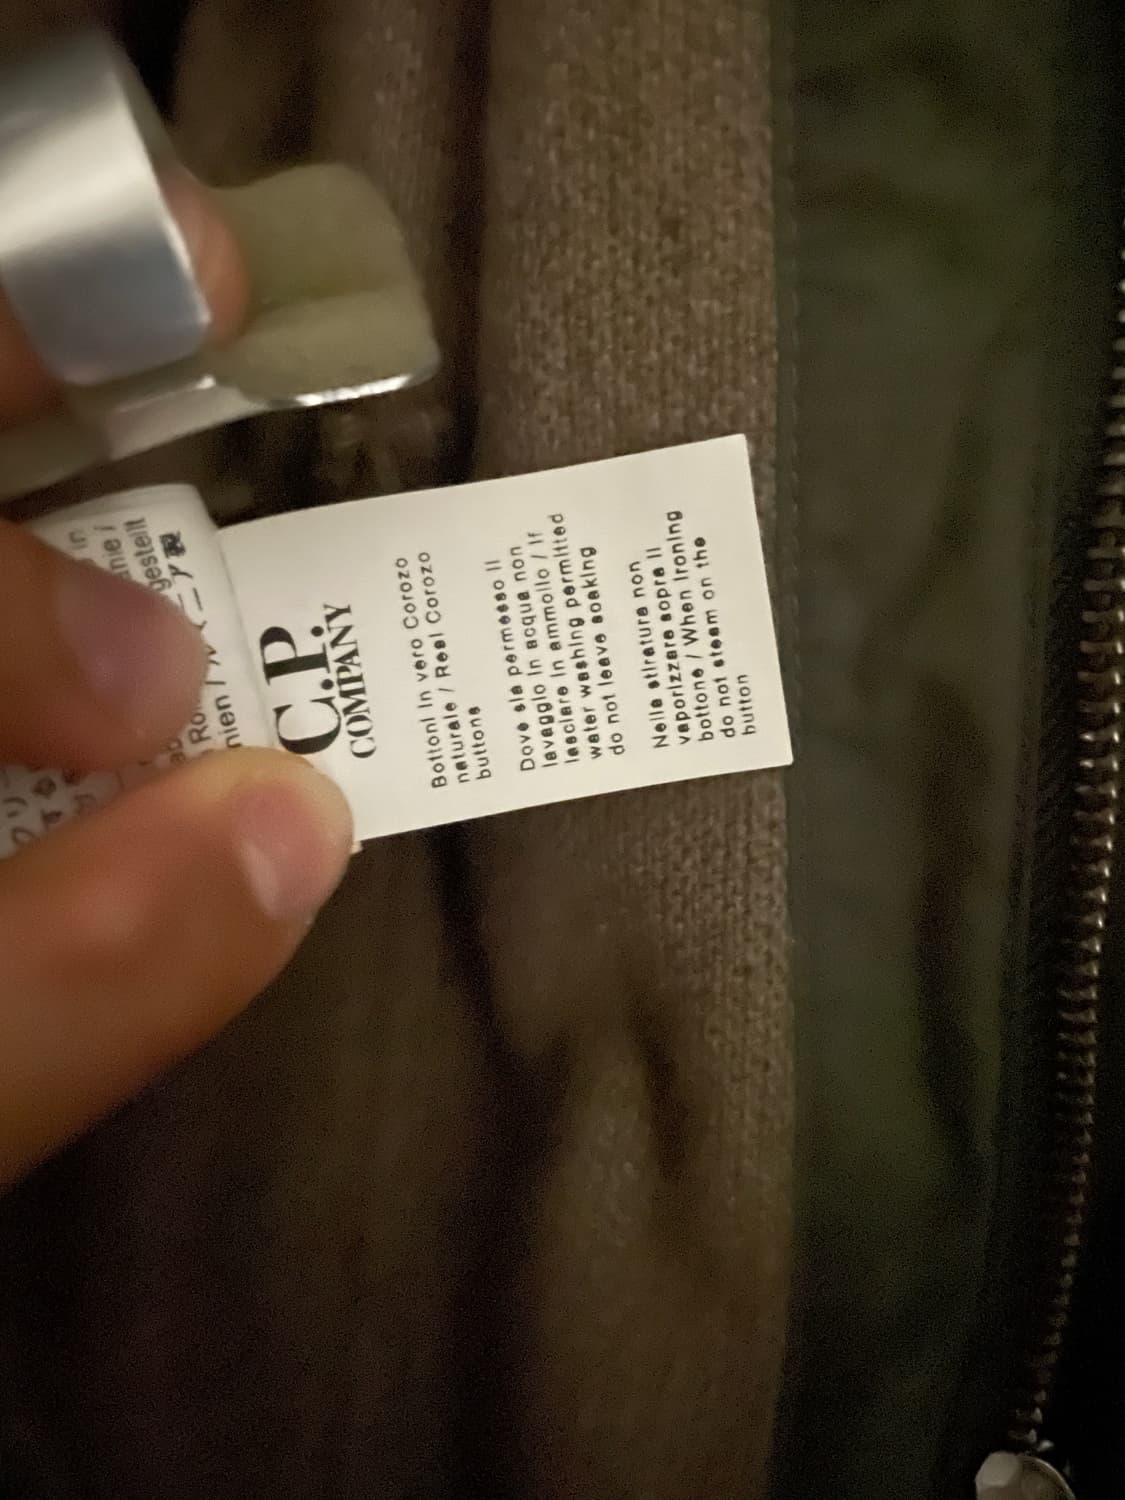 C.P.
COMPANY
Bottoni in vero Corozo
naturale / Real Corozo
buttons
Dove sia permesso il
lavaggio in acqua non
lasciare in ammollo / If
water washing permitted
do not leave soaking
Nella stiratura non
vaporizzare sopra il
bottone / When ironing
do not steam on the
button